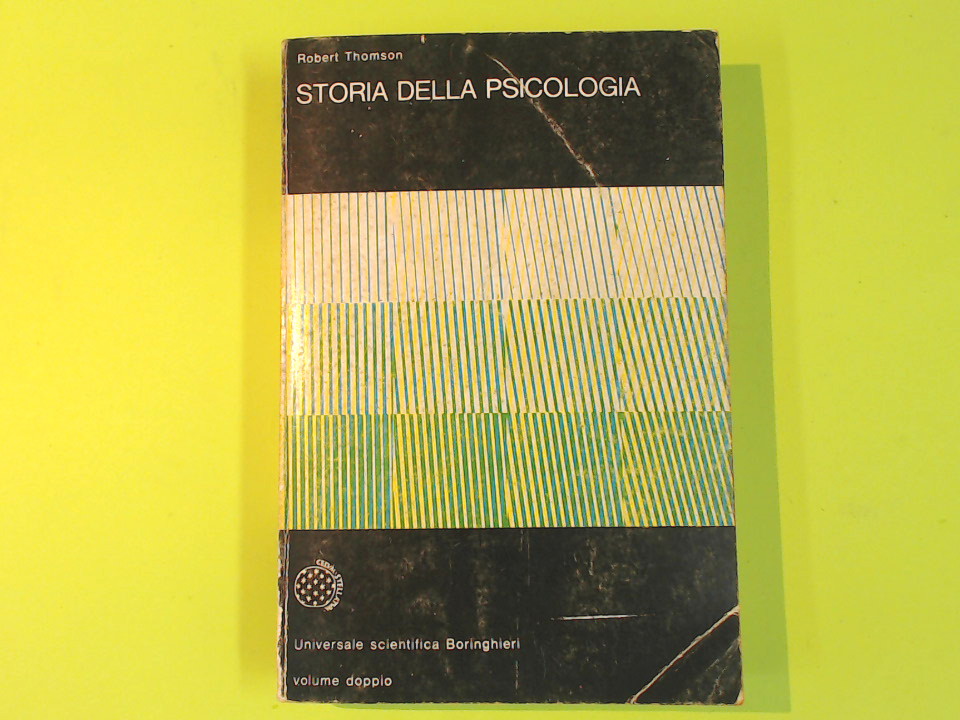 Robert Thomson
STORIA DELLA PSICOLOGIA
Universale scientifica Boringhieri
volume doppio